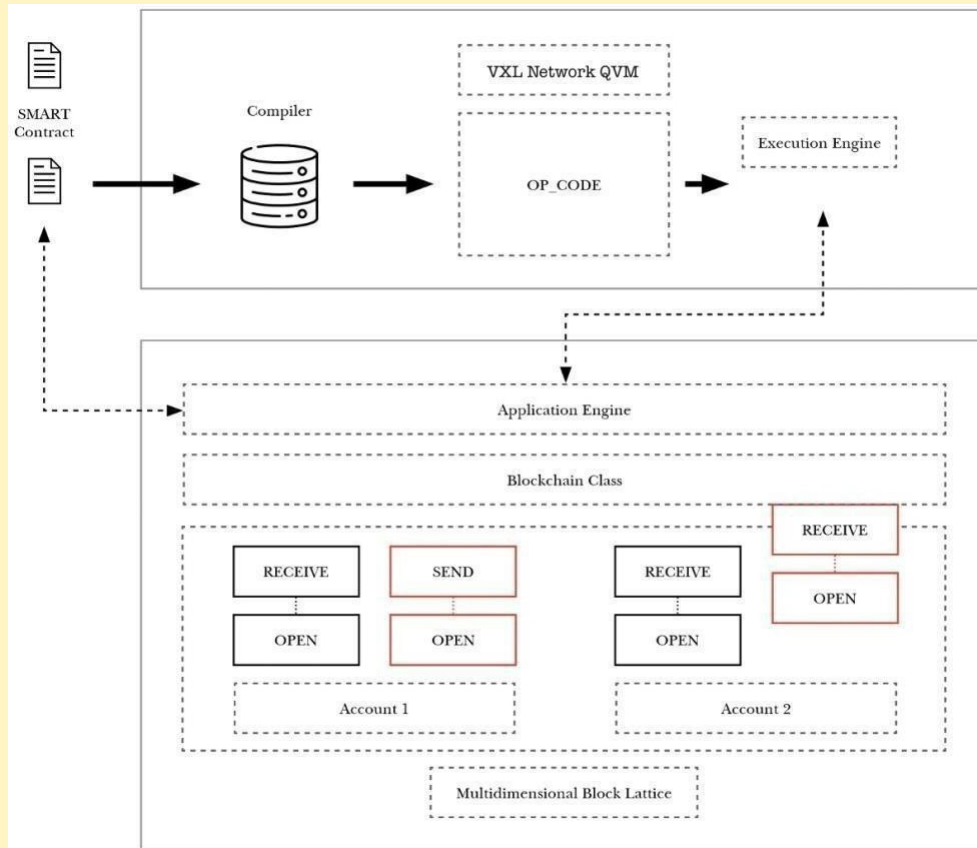 SMART
Contract
Compiler
VXL Network QVM
OP_CODE
Execution Engine
Application Engine
Blockchain Class
RECEIVE
OPEN
SEND
OPEN
RECEIVE
OPEN
RECEIVE
OPEN
Account 1
Account 2
Multidimensional Block Lattice